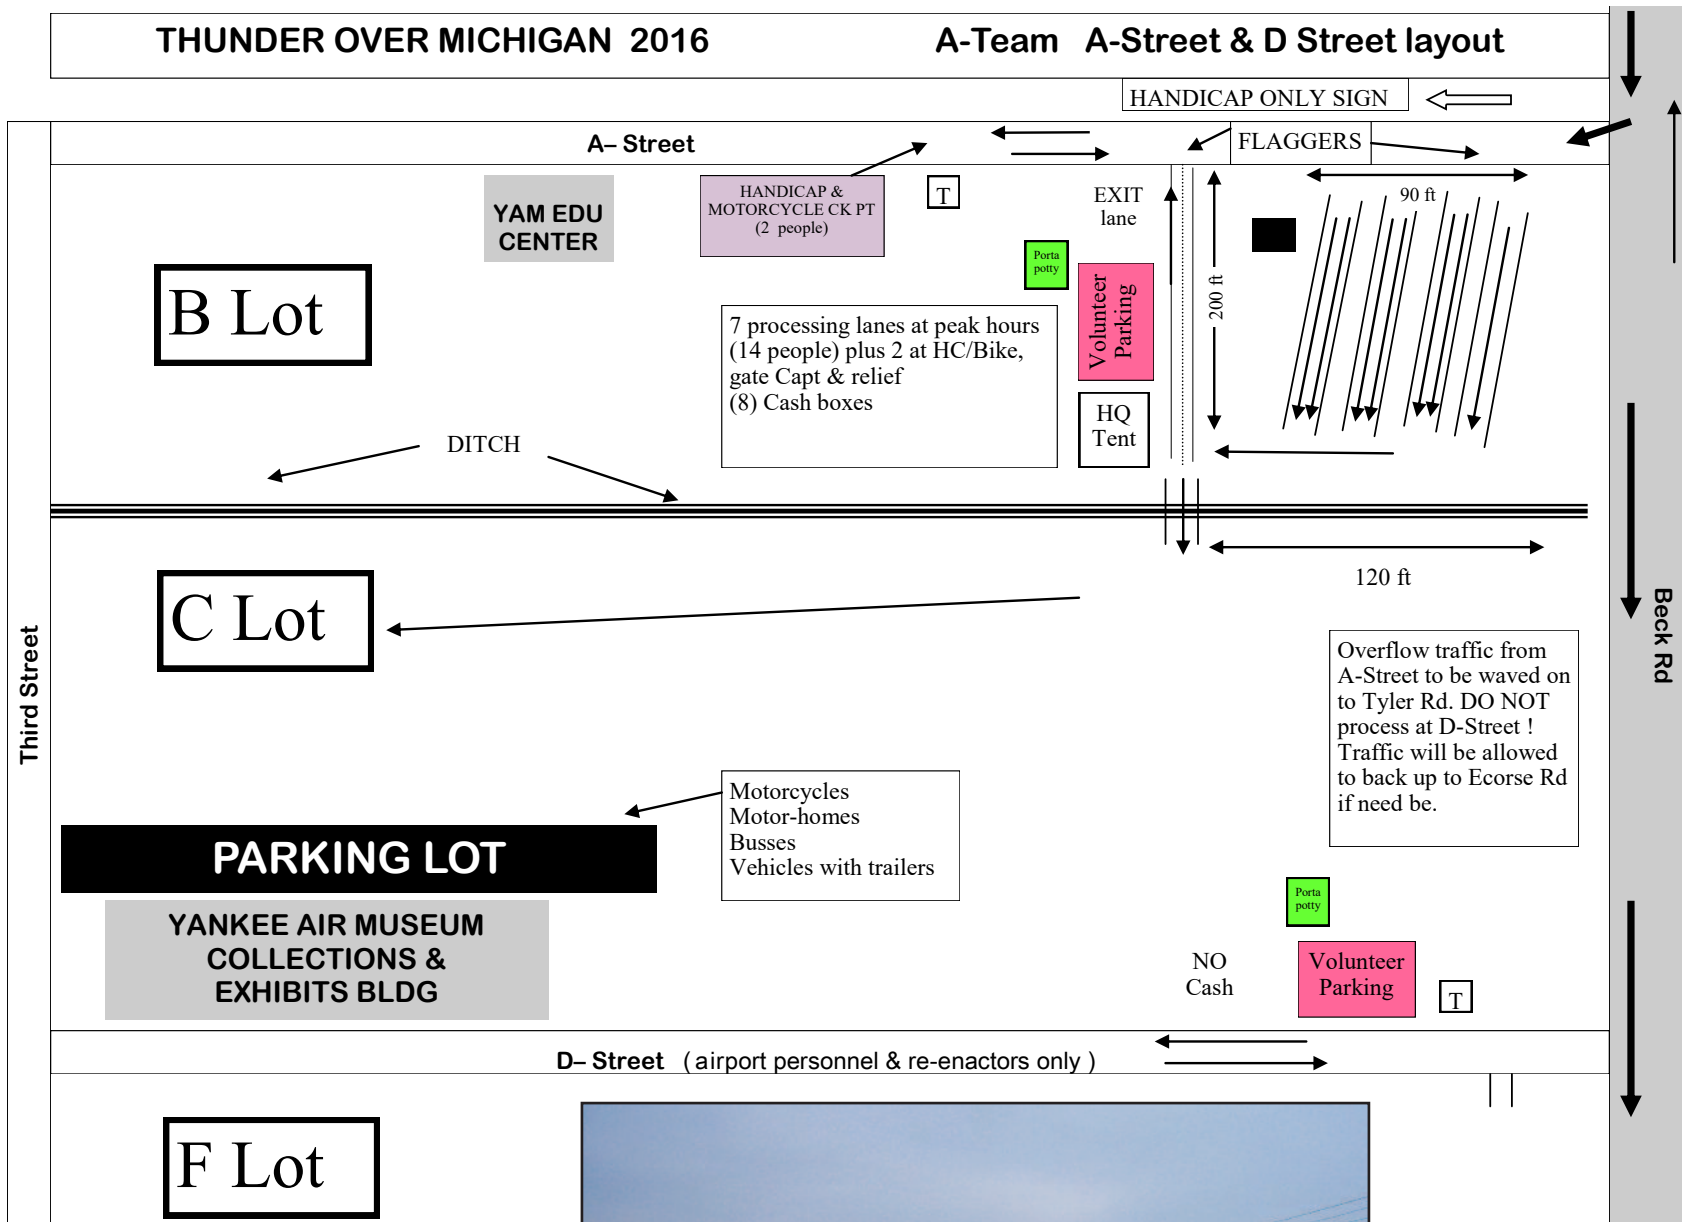 THUNDER OVER MICHIGAN 2016
A-Team A-Street & D Street layout
HANDICAP ONLY SIGN
A– Street
FLAGGERS
YAM EDU
CENTER
HANDICAP &
MOTORCYCLE CK PT
(2 people)
T
EXIT
lane
90 ft
200 ft
Porta
potty
Volunteer
Parking
B Lot
7 processing lanes at peak hours
(14 people) plus 2 at HC/Bike,
gate Capt & relief
(8) Cash boxes
HQ
Tent
DITCH
120 ft
C Lot
Third Street
Beck Rd
Overflow traffic from
A-Street to be waved on
to Tyler Rd. DO NOT
process at D-Street !
Traffic will be allowed
to back up to Ecorse Rd
if need be.
Motorcycles
Motor-homes
Busses
Vehicles with trailers
PARKING LOT
YANKEE AIR MUSEUM
COLLECTIONS &
EXHIBITS BLDG
Porta
potty
NO
Cash
Volunteer
Parking
T
D– Street ( airport personnel & re-enactors only )
F Lot